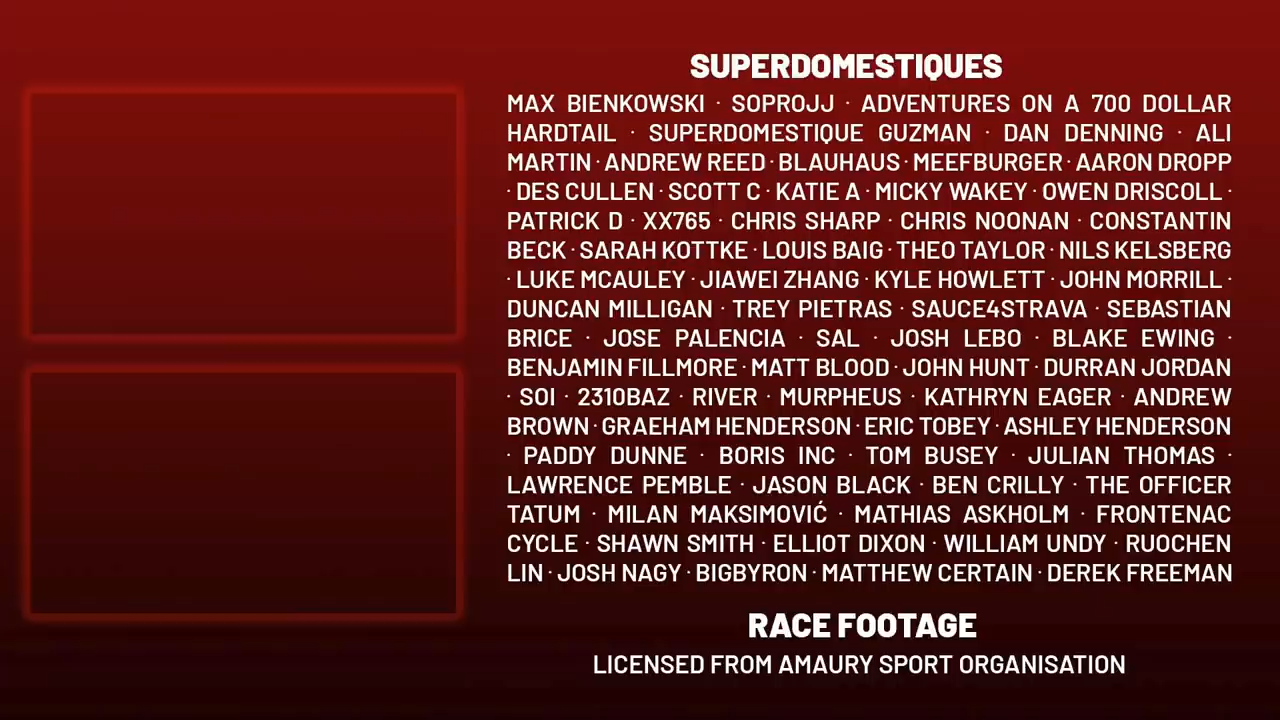 SUPERDOMESTIQUES
MAX BIENKOWSKI · SOPROJJ · ADVENTURES ON A 700 DOLLAR
HARDTAIL · SUPERDOMESTIQUE GUZMAN · DAN DENNING · ALI
MARTIN · ANDREW REED · BLAUHAUS · MEEFBURGER · AARON DROPP
· DES CULLEN · SCOTT C · KATIE A · MICKY WAKEY · OWEN DRISCOLL ·
PATRICK D · XX765 · CHRIS SHARP · CHRIS NOONAN · CONSTANTIN
BECK · SARAH KOTTKE · LOUIS BAIG · THEO TAYLOR · NILS KELSBERG
· LUKE MCAULEY · JIAWEI ZHANG · KYLE HOWLETT · JOHN MORRILL ·
DUNCAN MILLIGAN · TREY PIETRAS · SAUCE4STRAVA · SEBASTIAN
BRICE · JOSE PALENCIA · SAL · JOSH LEBO · BLAKE EWING ·
BENJAMIN FILLMORE · MATT BLOOD · JOHN HUNT · DURRAN JORDAN
· SOI · 2310BAZ · RIVER · MURPHEUS · KATHRYN EAGER · ANDREW
BROWN · GRAEHAM HENDERSON · ERIC TOBEY · ASHLEY HENDERSON
· PADDY DUNNE · BORIS INC · TOM BUSEY · JULIAN THOMAS ·
LAWRENCE PEMBLE · JASON BLACK · BEN CRILLY · THE OFFICER
TATUM · MILAN MAKSIMOVIĆ · MATHIAS ASKHOLM · FRONTENAC
CYCLE · SHAWN SMITH · ELLIOT DIXON · WILLIAM UNDY · RUOCHEN
LIN · JOSH NAGY · BIGBYRON · MATTHEW CERTAIN · DEREK FREEMAN
RACE FOOTAGE
LICENSED FROM AMAURY SPORT ORGANISATION